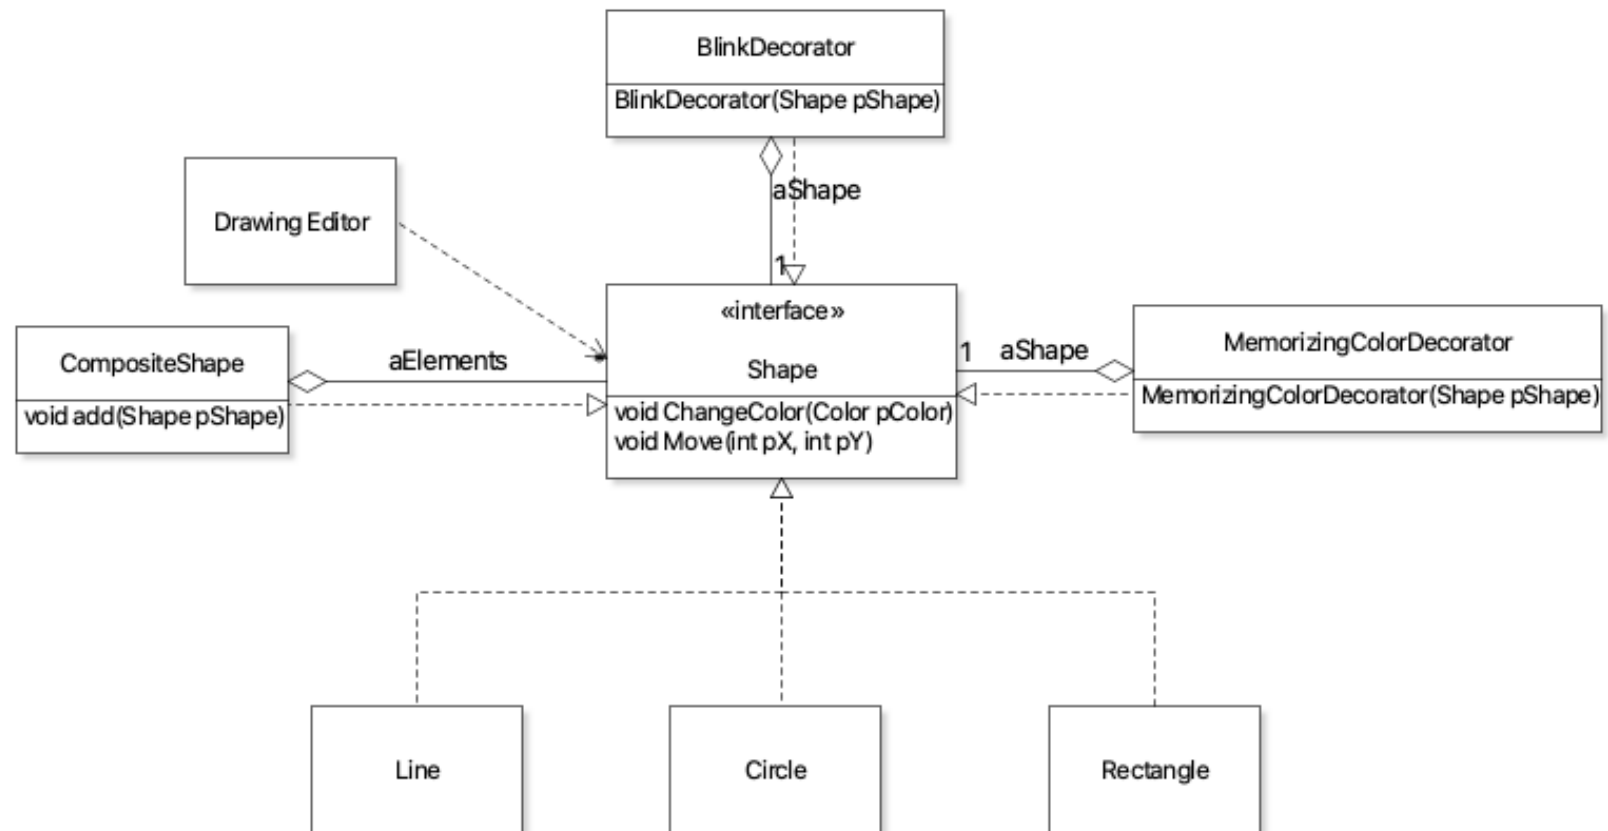 BlinkDecorator
BlinkDecorator(Shape pShape)
aShape
1
Drawing Editor
«interface»
Shape
void ChangeColor(Color pColor)
void Move(int pX, int pY)
CompositeShape
void add(Shape pShape)
aElements
1
aShape
MemorizingColorDecorator
MemorizingColorDecorator(Shape pShape)
Line
Circle
Rectangle